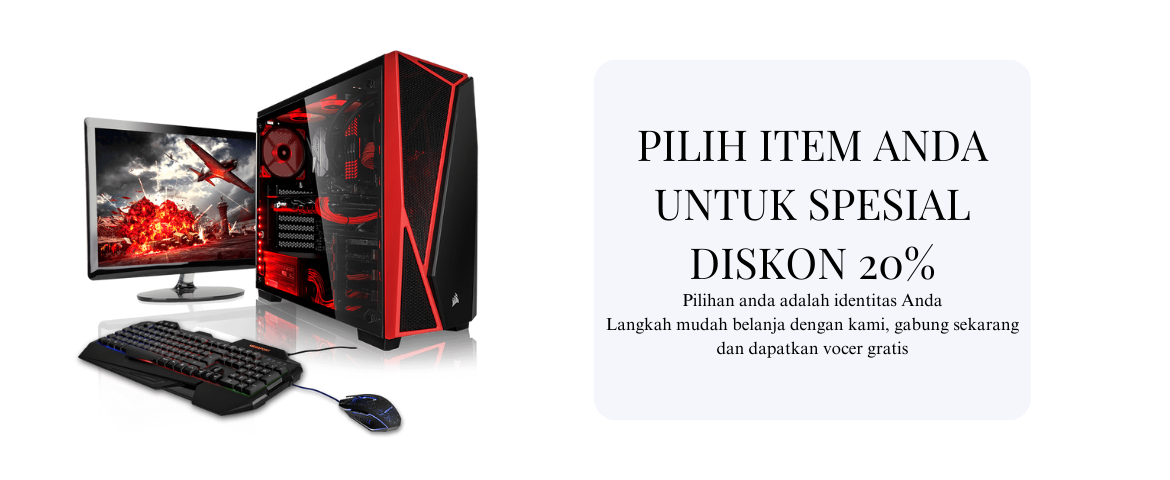 PILIH ITEM ANDA
UNTUK SPESIAL
DISKON 20%
Pilihan anda adalah identitas Anda
Langkah mudah belanja dengan kami, gabung sekarang
dan dapatkan vocer gratis